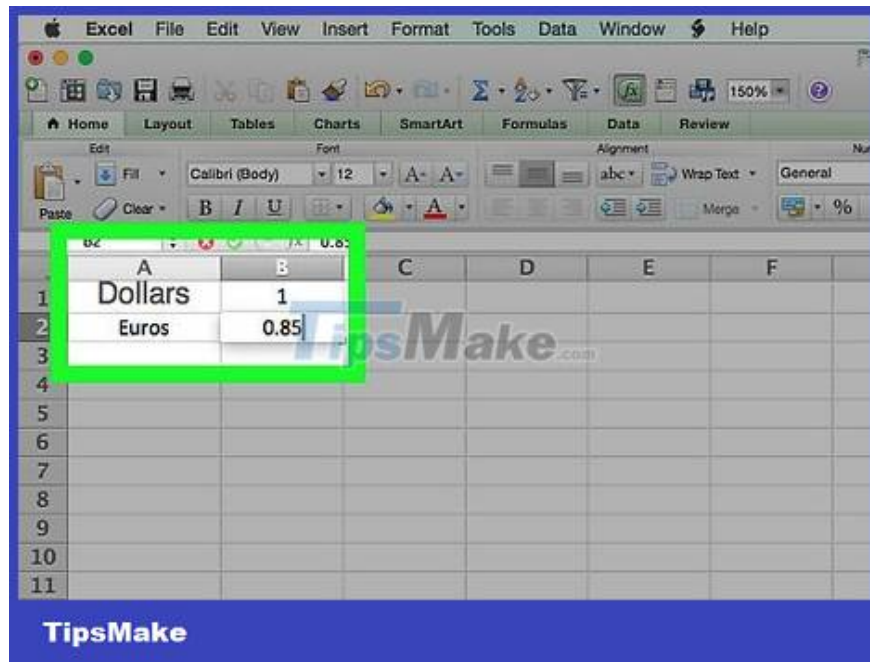 Excel File Edit View Insert Format Tools Data Window Help
150%
Home Layout Tables Charts SmartArt Formulas Data Review
Edit Font Alignment
Fill Calibri (Body) 12 A A abc Wrap Text General
Paste Clear B I U A Merge %
B2 fx 0.85
A B C D E F
1 Dollars 1
2 Euros 0.85
TipsMake.com
3
4
5
6
7
8
9
10
11
TipsMake